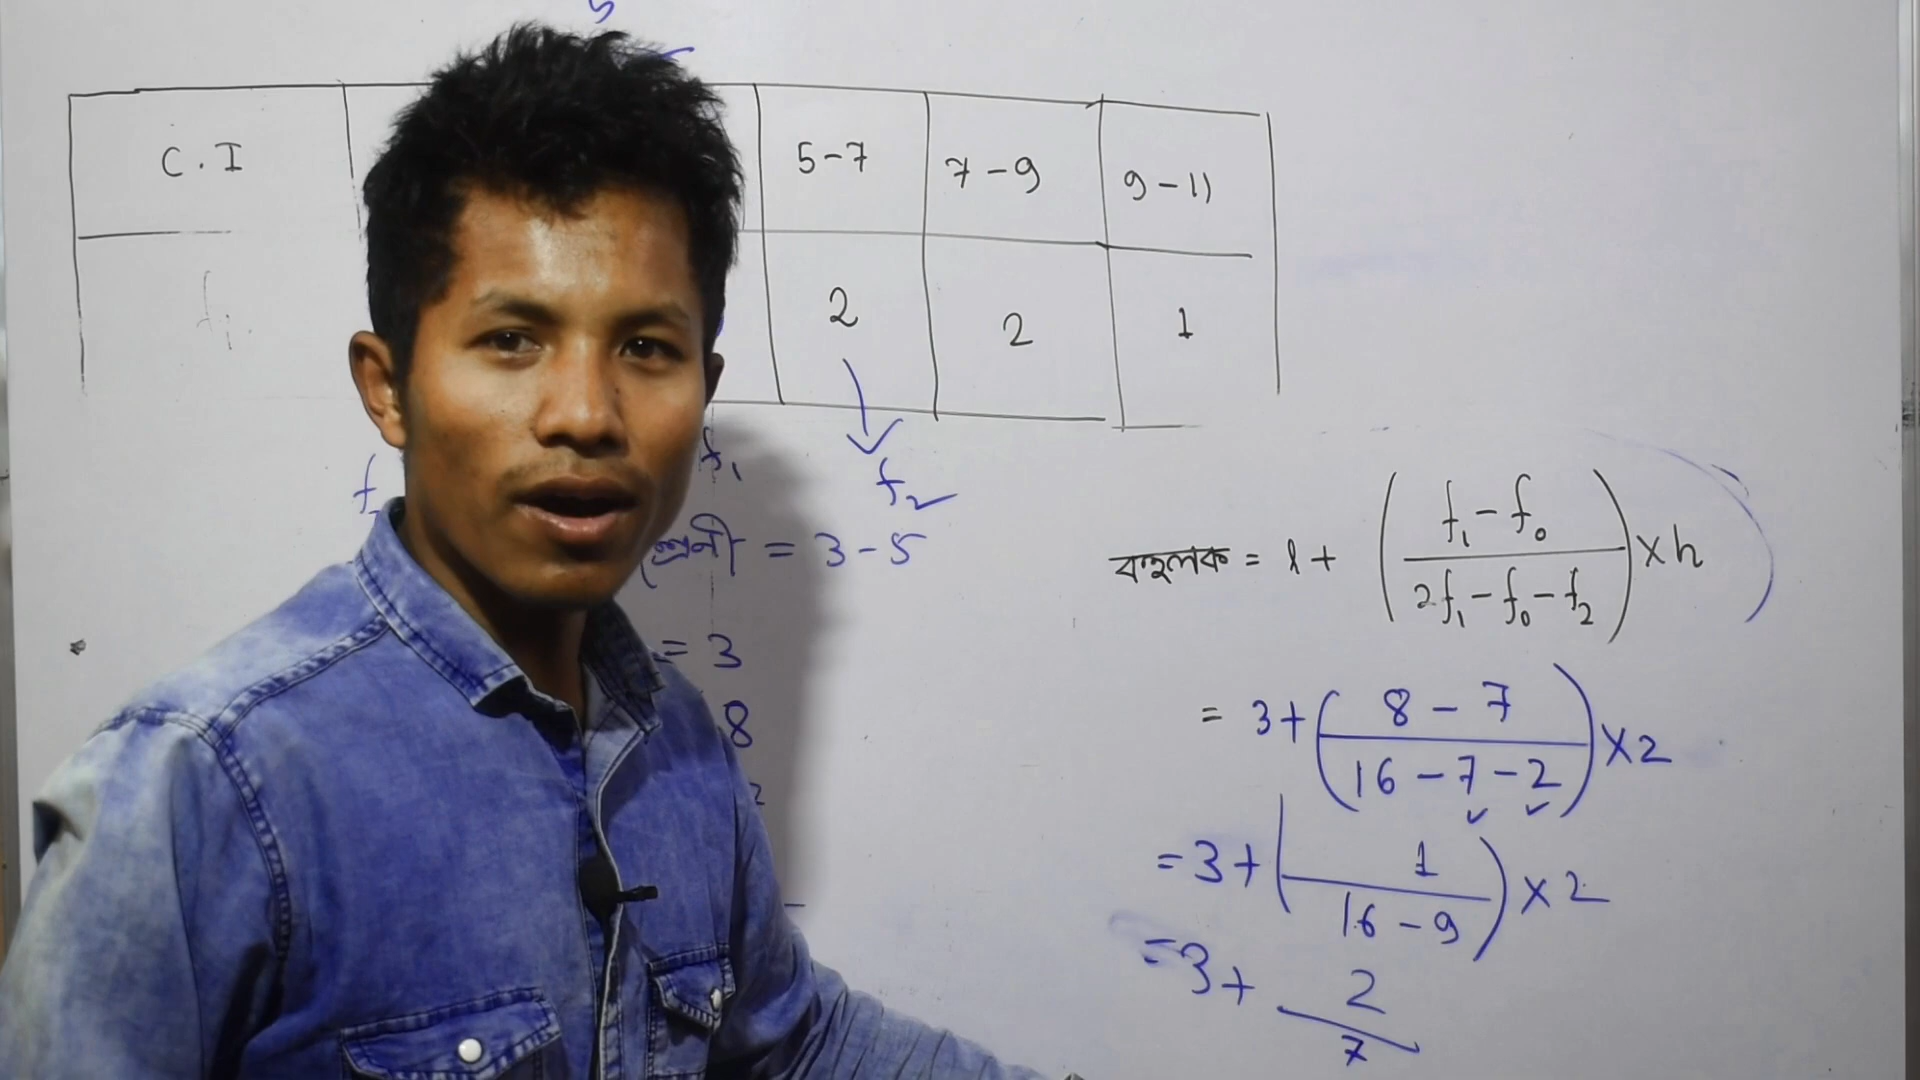 5
C.I 5-7 7-9 9-11
fi 2 2 1
f₁ f₂
শ্রেণী = 3-5
= 3
8
2
বহুলক = l + ( f₁ - f₀ / 2f₁ - f₀ - f₂ ) × h
= 3 + ( 8 - 7 / 16 - 7 - 2 ) × 2
= 3 + ( 1 / 16 - 9 ) × 2
= 3 + 2 / 7